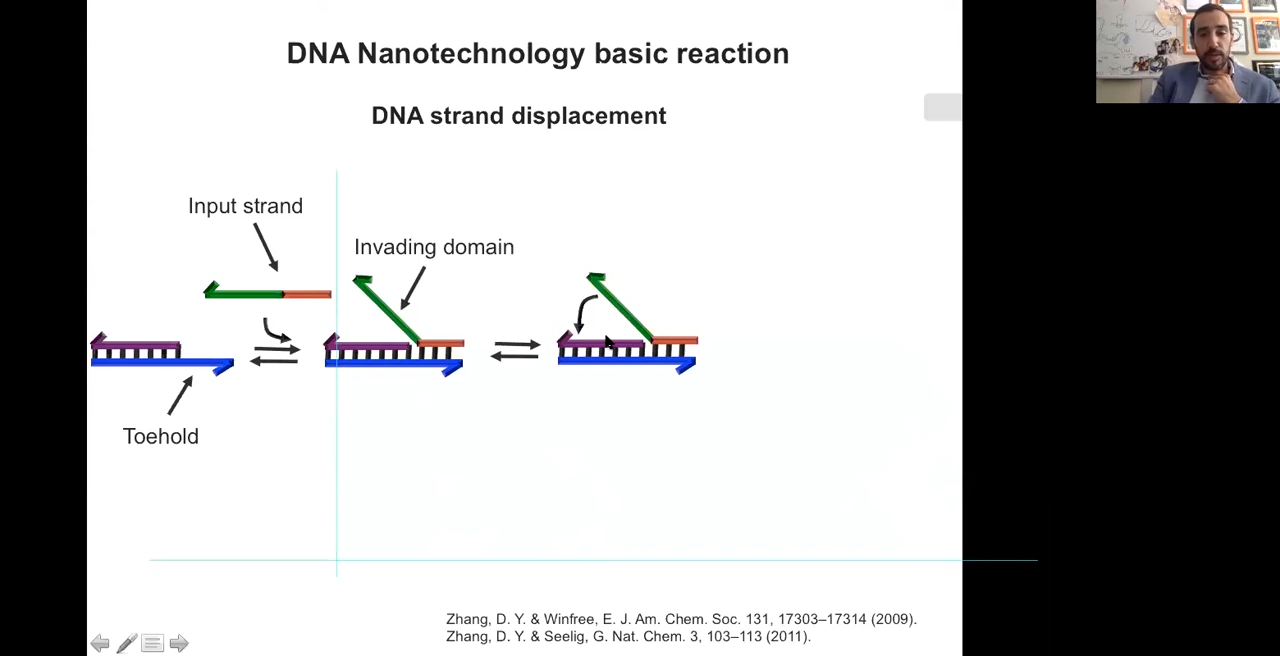 DNA Nanotechnology basic reaction
DNA strand displacement
Input strand
Invading domain
Toehold
Zhang, D. Y. & Winfree, E. J. Am. Chem. Soc. 131, 17303–17314 (2009).
Zhang, D. Y. & Seelig, G. Nat. Chem. 3, 103–113 (2011).